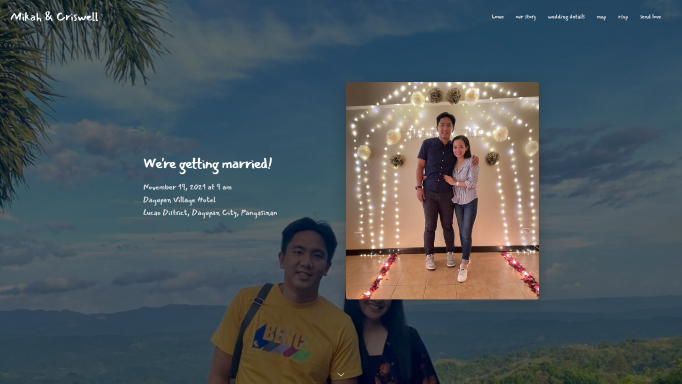 Mikah & Criswell
home our story wedding details map rsvp send love
We're getting married!
November 19, 2021 at 9 am
Dagupan Village Hotel
Lucao District, Dagupan City, Pangasinan
BENCH